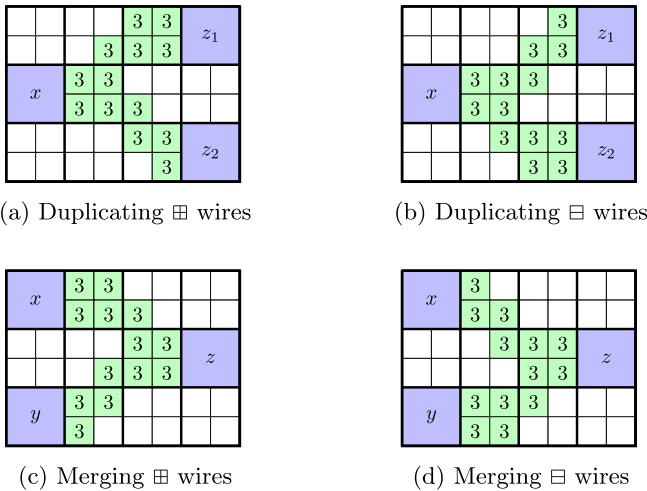 3 3 z₁
3 3 3
x 3 3
3 3 3
3 3 z₂
3
(a) Duplicating ⊞ wires
3 z₁
3 3
x 3 3 3
3 3
3 3 3 z₂
3 3
(b) Duplicating ⊟ wires
x 3 3
3 3 3
3 3 z
3 3 3
y 3 3
3
(c) Merging ⊞ wires
x 3
3 3
3 3 3 z
3 3
y 3 3 3
3 3
(d) Merging ⊟ wires